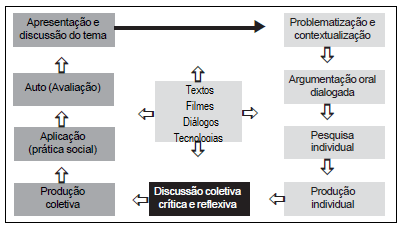 Apresentação e
discussão do tema
Problematização e
contextualização
Auto (Avaliação)
Textos
Filmes
Diálogos
Tecnologias
Argumentação oral
dialogada
Aplicação
(prática social)
Pesquisa
individual
Produção
coletiva
Discussão coletiva
crítica e reflexiva
Produção
individual